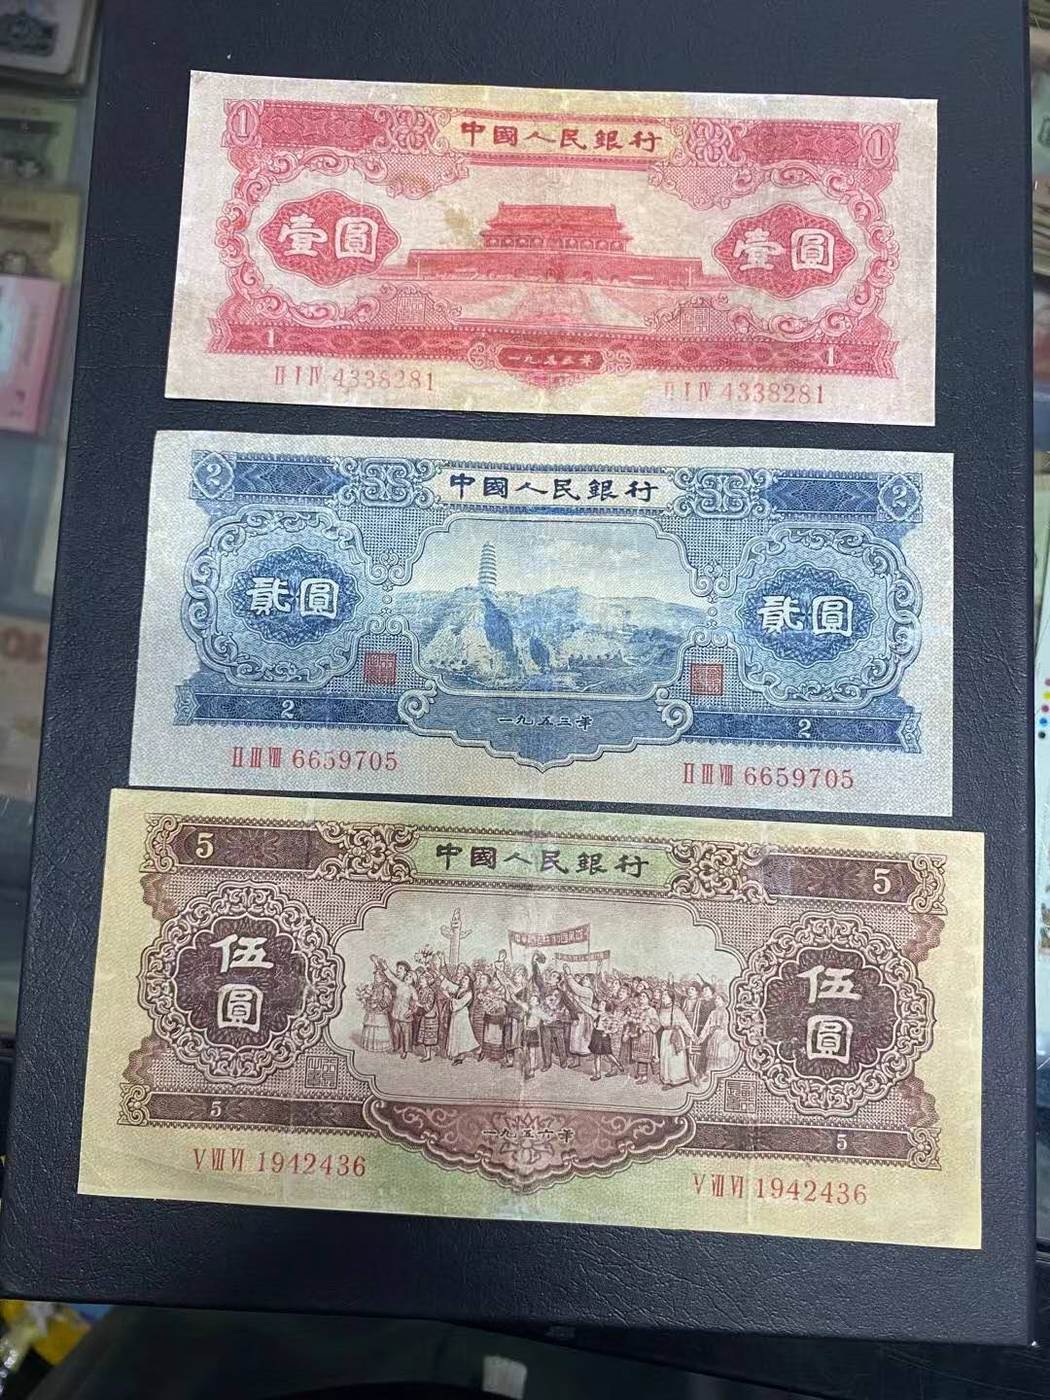 1 中國人民銀行 1
壹圓 壹圓
1 一九五三年 1
II I IV 4338281 II I IV 4338281
2 中國人民銀行 2
貳圓 貳圓
2 一九五三年 2
II III VIII 6659705 II III VIII 6659705
5 中國人民銀行 5
伍圓 伍圓
5 一九五六年 5
V VIII VI 1942436 V VIII VI 1942436